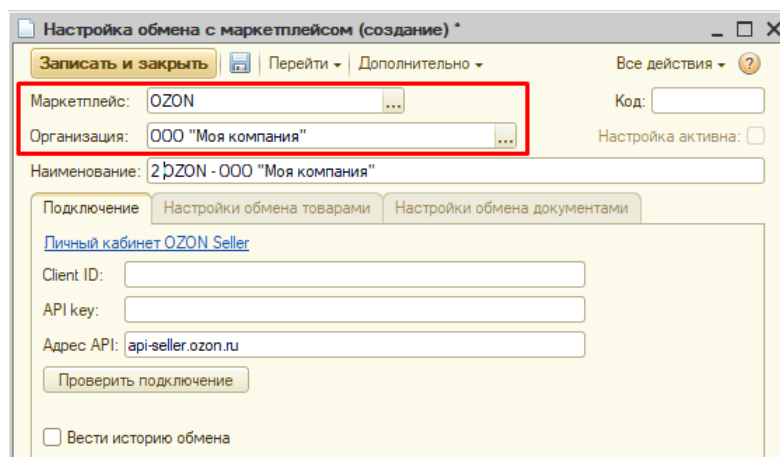 Настройка обмена с маркетплейсом (создание) *
Записать и закрыть Перейти Дополнительно Все действия ?
Маркетплейс: OZON ... Код:
Организация: ООО "Моя компания" ... Настройка активна:
Наименование: 2 OZON - ООО "Моя компания"
Подключение Настройки обмена товарами Настройки обмена документами
Личный кабинет OZON Seller
Client ID:
API key:
Адрес API: api-seller.ozon.ru
Проверить подключение
Вести историю обмена